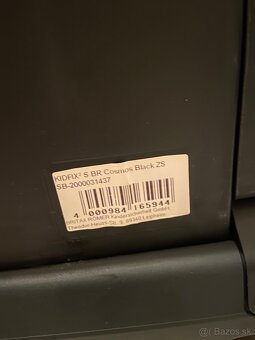 KIDFIX² S BR Cosmos Black ZS
SB-2000031437
4 000984 165944
BRITAX RÖMER Kindersicherheit GmbH,
Theodor-Heuss-Str. 9, 89340 Leipheim
bazos.sk